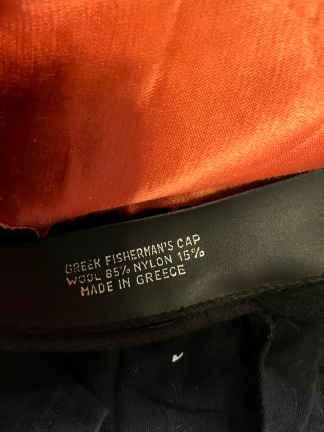 GREEK FISHERMAN'S CAP
WOOL 85% NYLON 15%
MADE IN GREECE